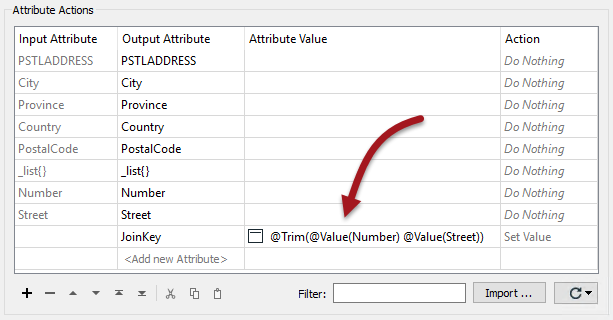 Attribute Actions
Input Attribute Output Attribute Attribute Value Action
PSTLADDRESS PSTLADDRESS Do Nothing
City City Do Nothing
Province Province Do Nothing
Country Country Do Nothing
PostalCode PostalCode Do Nothing
_list{} _list{} Do Nothing
Number Number Do Nothing
Street Street Do Nothing
JoinKey @Trim(@Value(Number) @Value(Street)) Set Value
<Add new Attribute>
Filter: Import ...